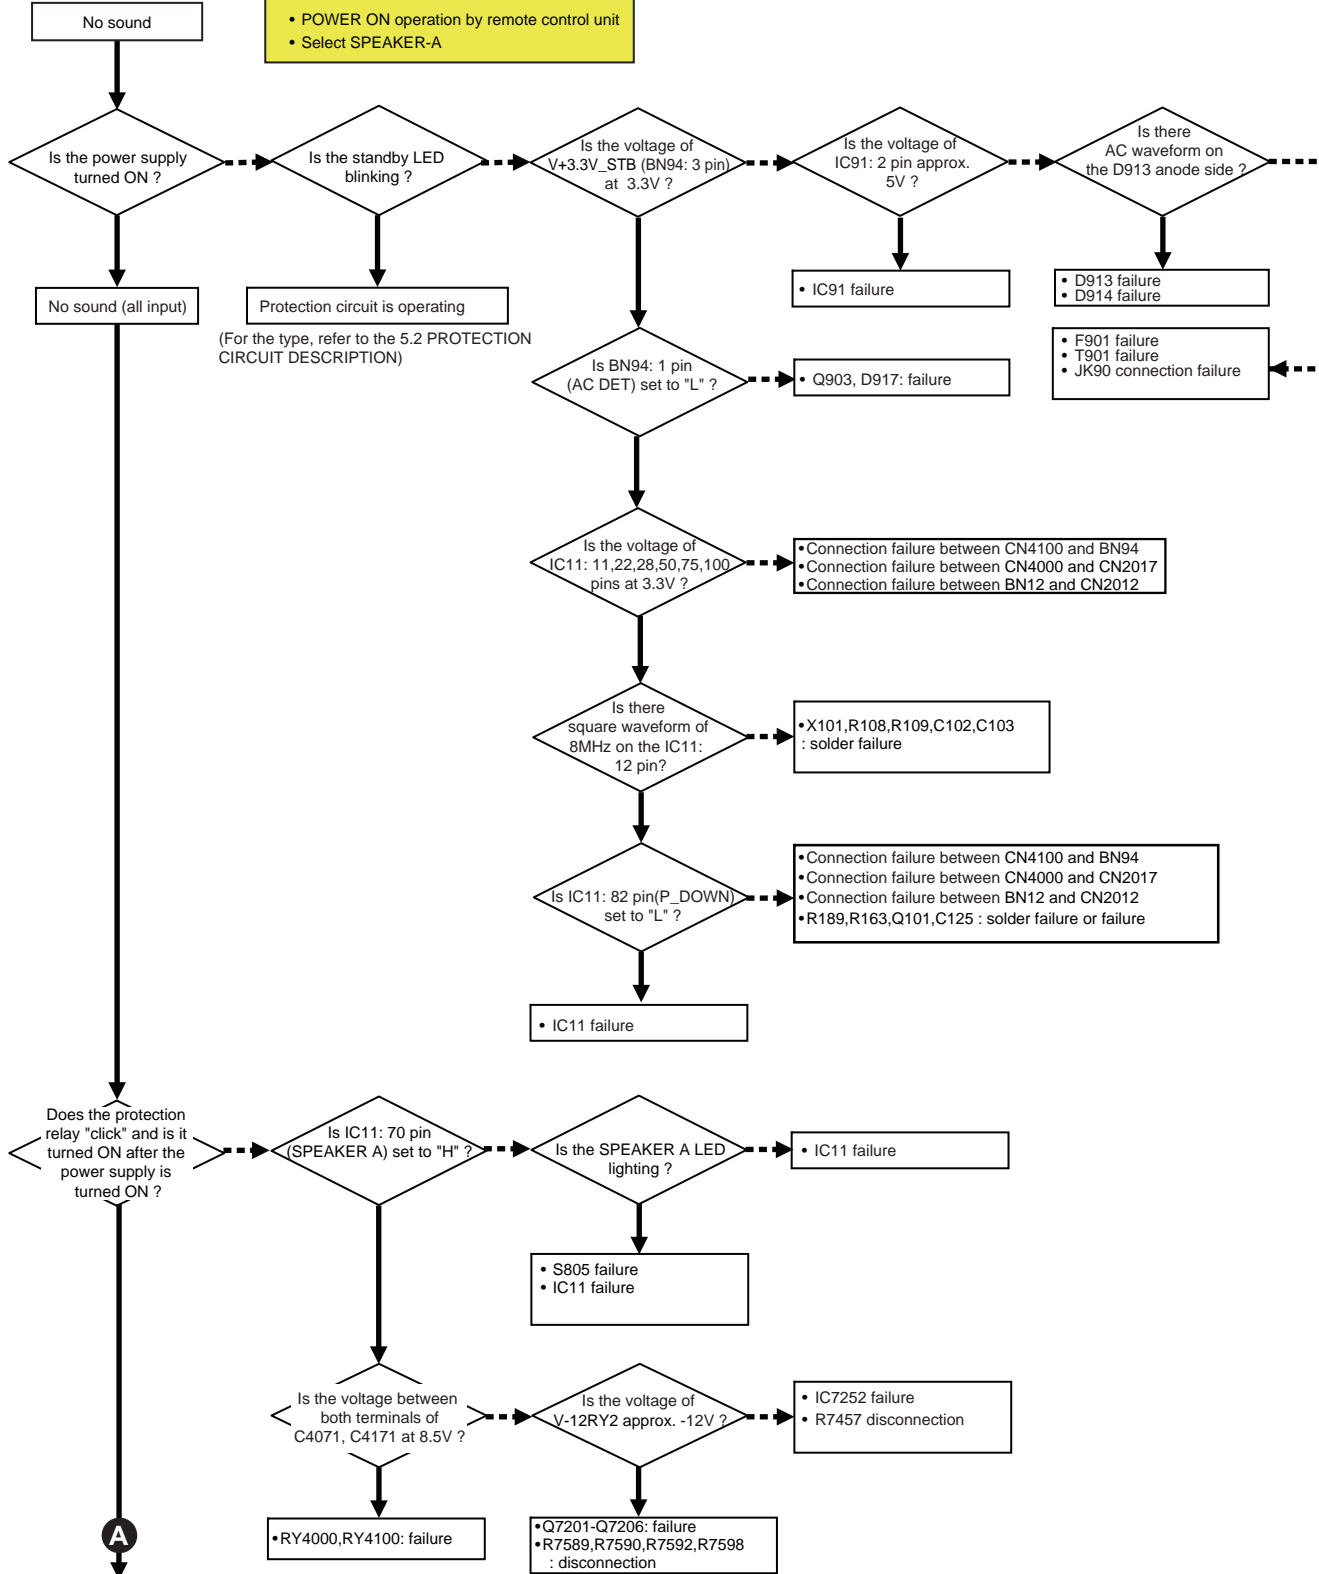 No sound
• POWER ON operation by remote control unit
• Select SPEAKER-A
Is the power supply
turned ON ?
Is the standby LED
blinking ?
Is the voltage of
V+3.3V_STB (BN94: 3 pin)
at 3.3V ?
Is the voltage of
IC91: 2 pin approx.
5V ?
Is there
AC waveform on
the D913 anode side ?
No sound (all input)
Protection circuit is operating
(For the type, refer to the 5.2 PROTECTION
CIRCUIT DESCRIPTION)
• IC91 failure
• D913 failure
• D914 failure
• F901 failure
• T901 failure
• JK90 connection failure
Is BN94: 1 pin
(AC DET) set to "L" ?
• Q903, D917: failure
Is the voltage of
IC11: 11,22,28,50,75,100
pins at 3.3V ?
•Connection failure between CN4100 and BN94
•Connection failure between CN4000 and CN2017
•Connection failure between BN12 and CN2012
Is there
square waveform of
8MHz on the IC11:
12 pin?
•X101,R108,R109,C102,C103
: solder failure
Is IC11: 82 pin(P_DOWN)
set to "L" ?
•Connection failure between CN4100 and BN94
•Connection failure between CN4000 and CN2017
•Connection failure between BN12 and CN2012
•R189,R163,Q101,C125 : solder failure or failure
• IC11 failure
Does the protection
relay "click" and is it
turned ON after the
power supply is
turned ON ?
Is IC11: 70 pin
(SPEAKER A) set to "H" ?
Is the SPEAKER A LED
lighting ?
• IC11 failure
• S805 failure
• IC11 failure
Is the voltage between
both terminals of
C4071, C4171 at 8.5V ?
Is the voltage of
V-12RY2 approx. -12V ?
• IC7252 failure
• R7457 disconnection
•RY4000,RY4100: failure
•Q7201-Q7206: failure
•R7589,R7590,R7592,R7598
: disconnection
A